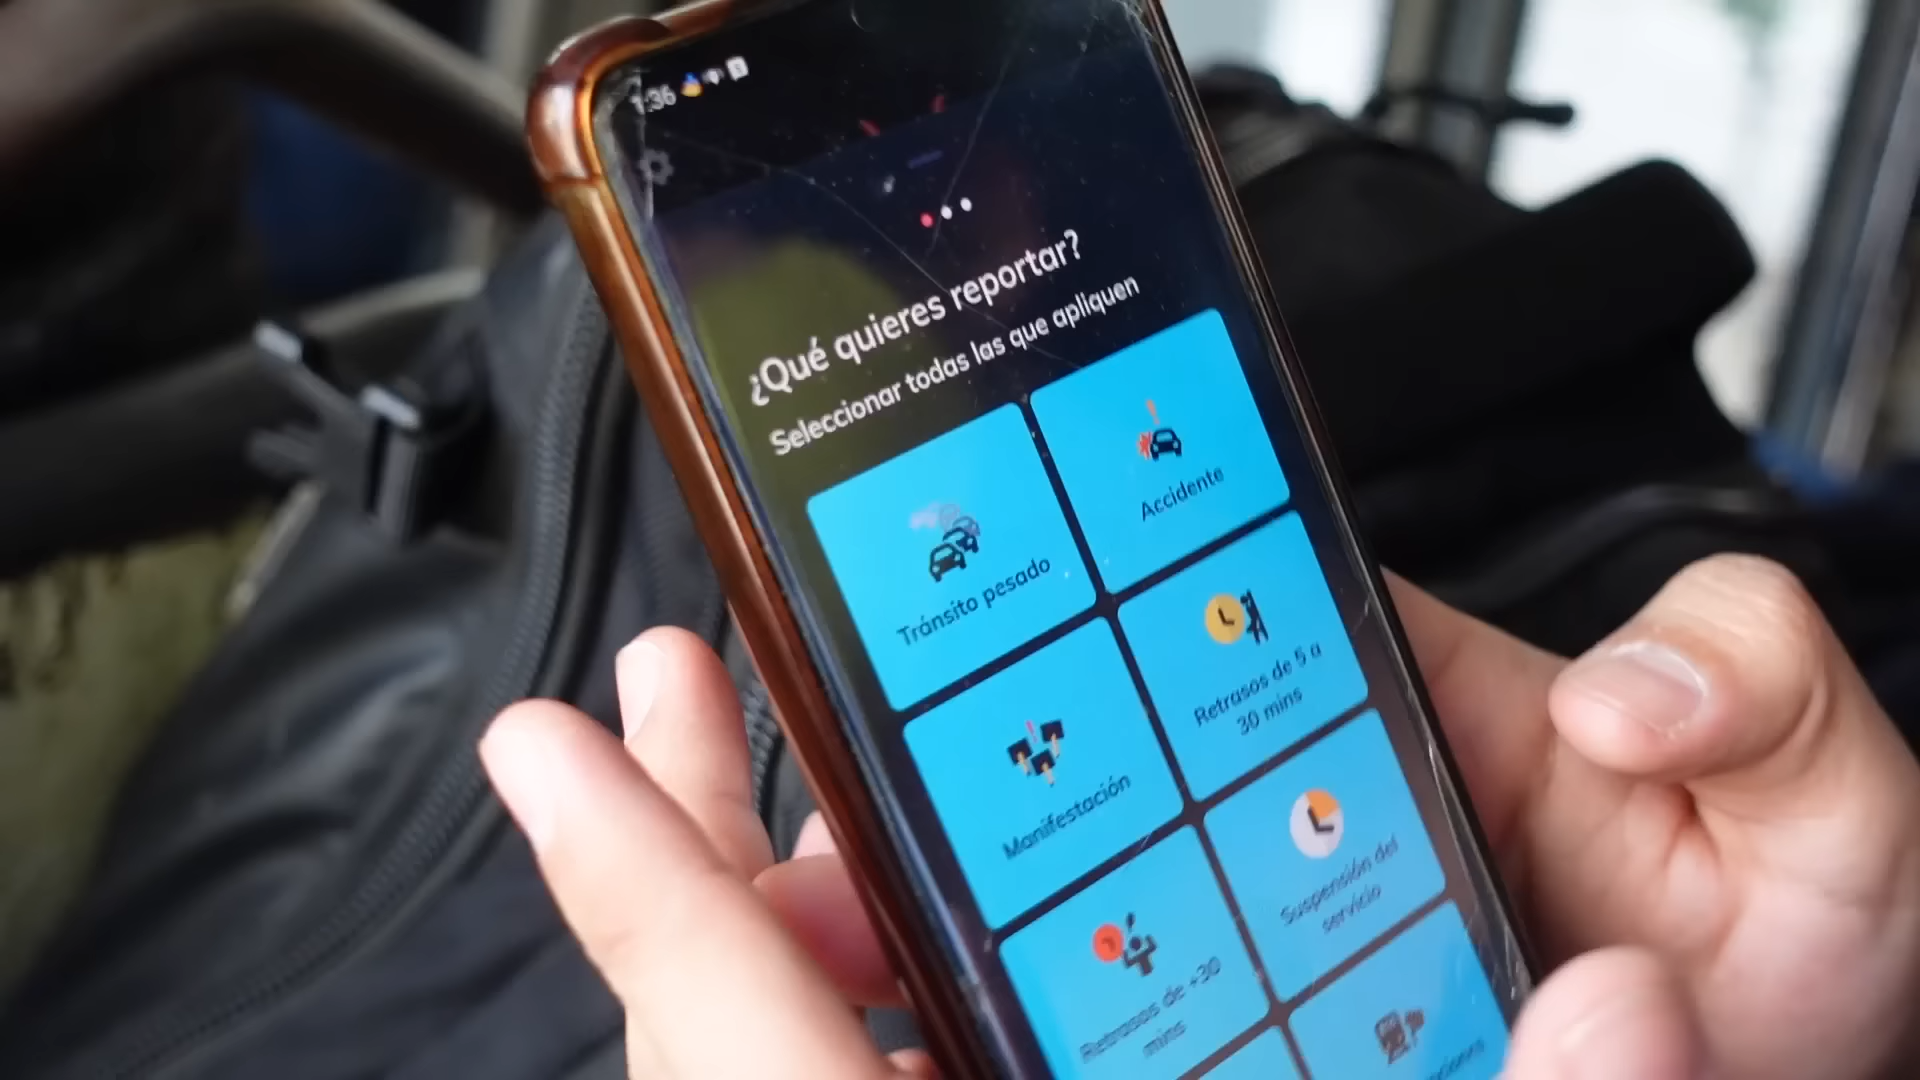 1:36
¿Qué quieres reportar?
Seleccionar todas las que apliquen
Tránsito pesado
Accidente
Manifestación
Retrasos de 5 a
30 mins
Retrasos de +30
mins
Suspensión del
servicio